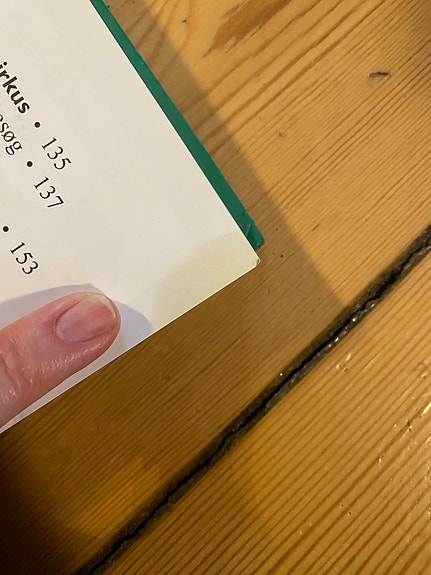 irkus • 135
søg • 137
• 153